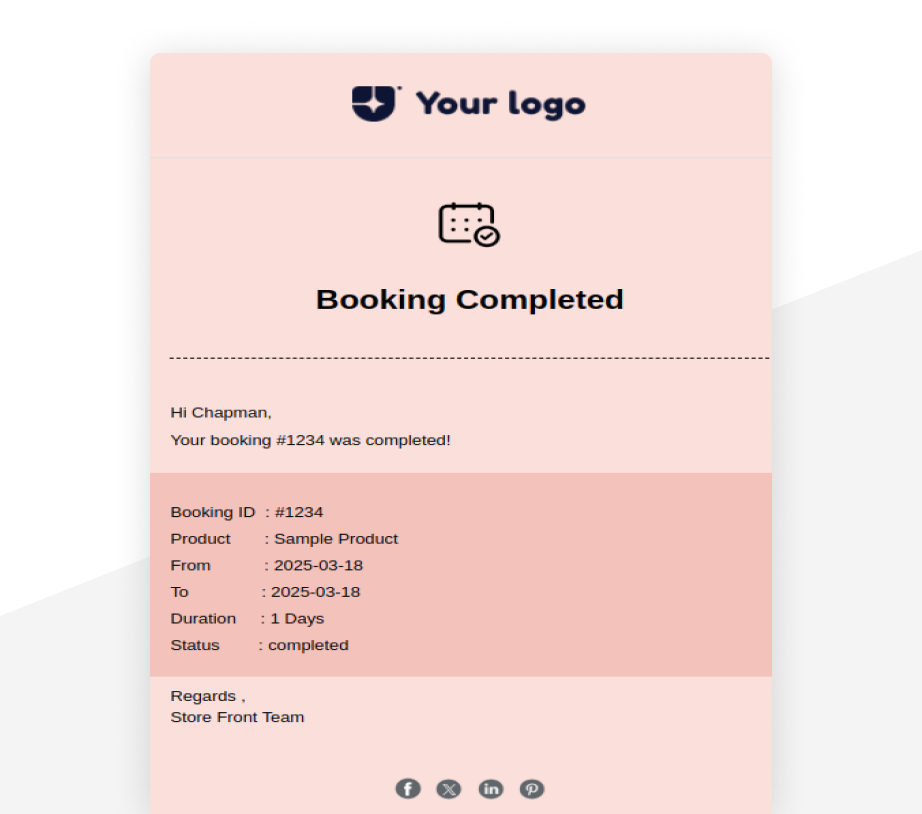 Your logo
Booking Completed
Hi Chapman,
Your booking #1234 was completed!
Booking ID : #1234
Product : Sample Product
From : 2025-03-18
To : 2025-03-18
Duration : 1 Days
Status : completed
Regards ,
Store Front Team